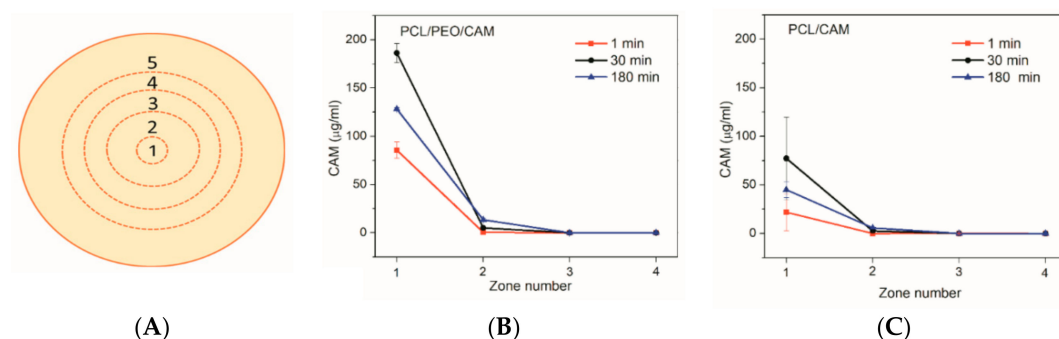 5
4
3
2
1
(A)
PCL/PEO/CAM
1 min
30 min
180 min
200
150
100
50
0
CAM (µg/ml)
1 2 3 4
Zone number
(B)
PCL/CAM
1 min
30 min
180 min
200
150
100
50
0
CAM (µg/ml)
1 2 3 4
Zone number
(C)